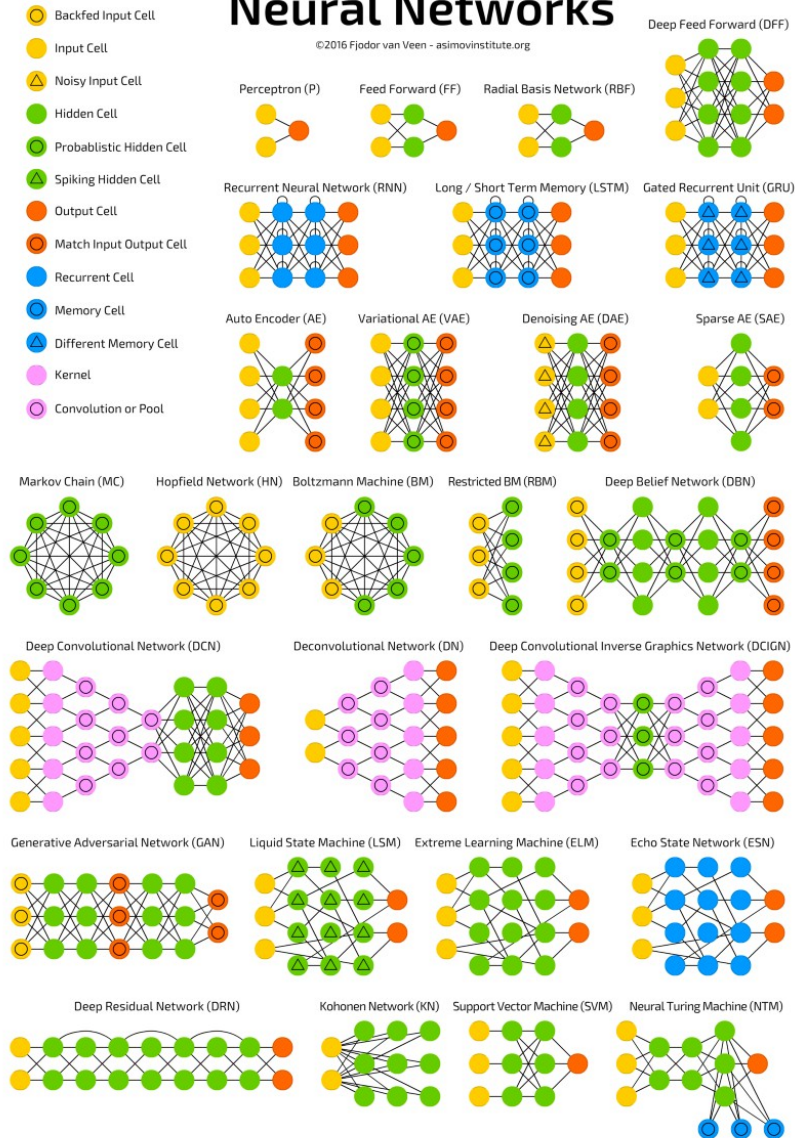 Neural Networks
©2016 Fjodor van Veen - asimovinstitute.org
Backfed Input Cell
Input Cell
Noisy Input Cell
Hidden Cell
Probablistic Hidden Cell
Spiking Hidden Cell
Output Cell
Match Input Output Cell
Recurrent Cell
Memory Cell
Different Memory Cell
Kernel
Convolution or Pool
Deep Feed Forward (DFF)
Perceptron (P)
Feed Forward (FF)
Radial Basis Network (RBF)
Recurrent Neural Network (RNN)
Long / Short Term Memory (LSTM)
Gated Recurrent Unit (GRU)
Auto Encoder (AE)
Variational AE (VAE)
Denoising AE (DAE)
Sparse AE (SAE)
Markov Chain (MC)
Hopfield Network (HN)
Boltzmann Machine (BM)
Restricted BM (RBM)
Deep Belief Network (DBN)
Deep Convolutional Network (DCN)
Deconvolutional Network (DN)
Deep Convolutional Inverse Graphics Network (DCIGN)
Generative Adversarial Network (GAN)
Liquid State Machine (LSM)
Extreme Learning Machine (ELM)
Echo State Network (ESN)
Deep Residual Network (DRN)
Kohonen Network (KN)
Support Vector Machine (SVM)
Neural Turing Machine (NTM)